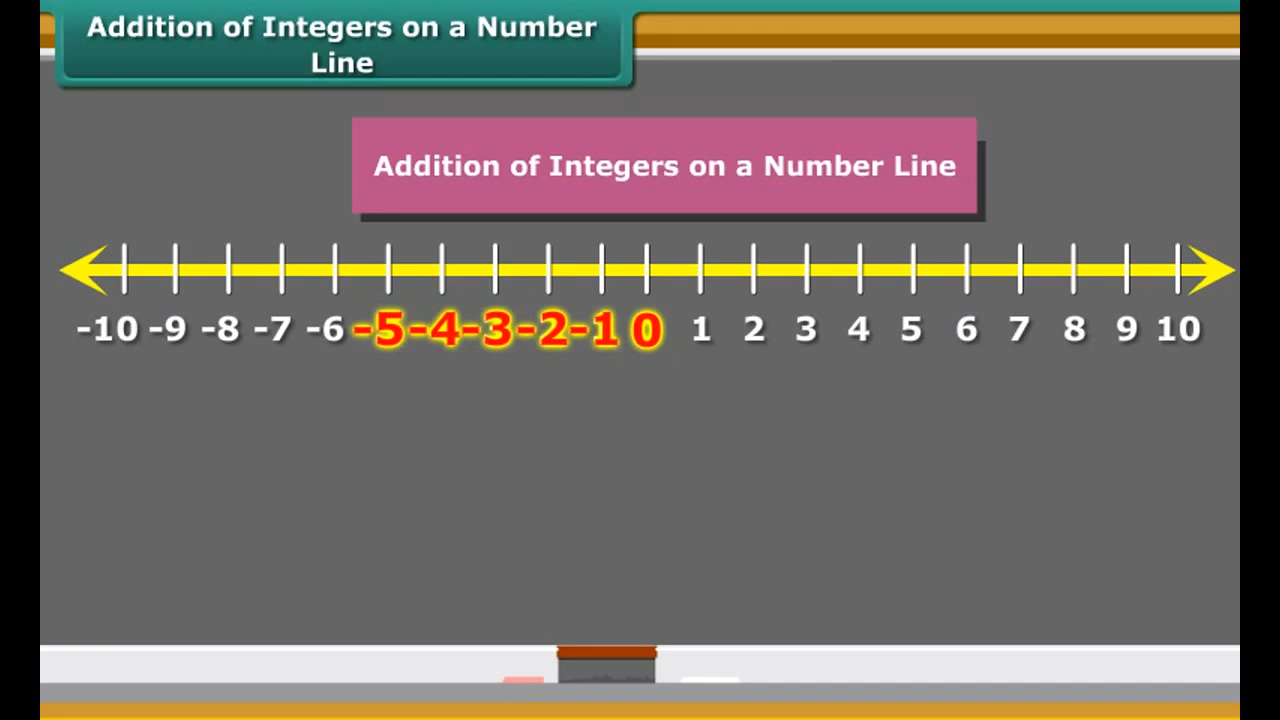 Addition of Integers on a Number
Line
Addition of Integers on a Number Line
-10 -9 -8 -7 -6 -5 -4 -3 -2 -1 0 1 2 3 4 5 6 7 8 9 10